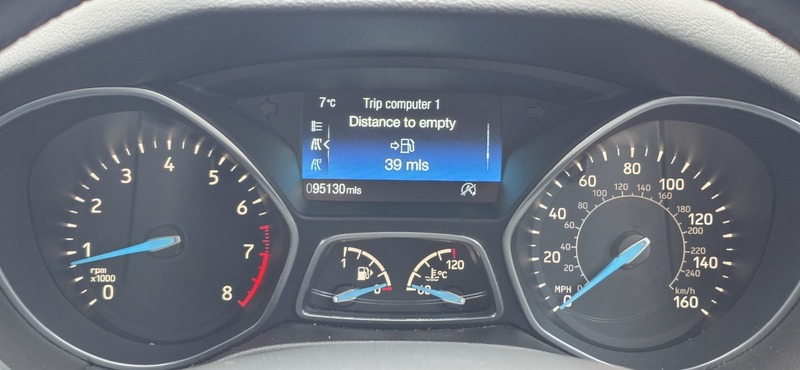 7°C Trip computer 1
Distance to empty
39 mls
095130mls
0 1 2 3 4 5 6 7 8
rpm
x1000
1 0
60 120
°C
0 20 40 60 80 100 120 140 160
MPH
0 20 40 60 80 100 120 140 160 180 200 220 240
km/h